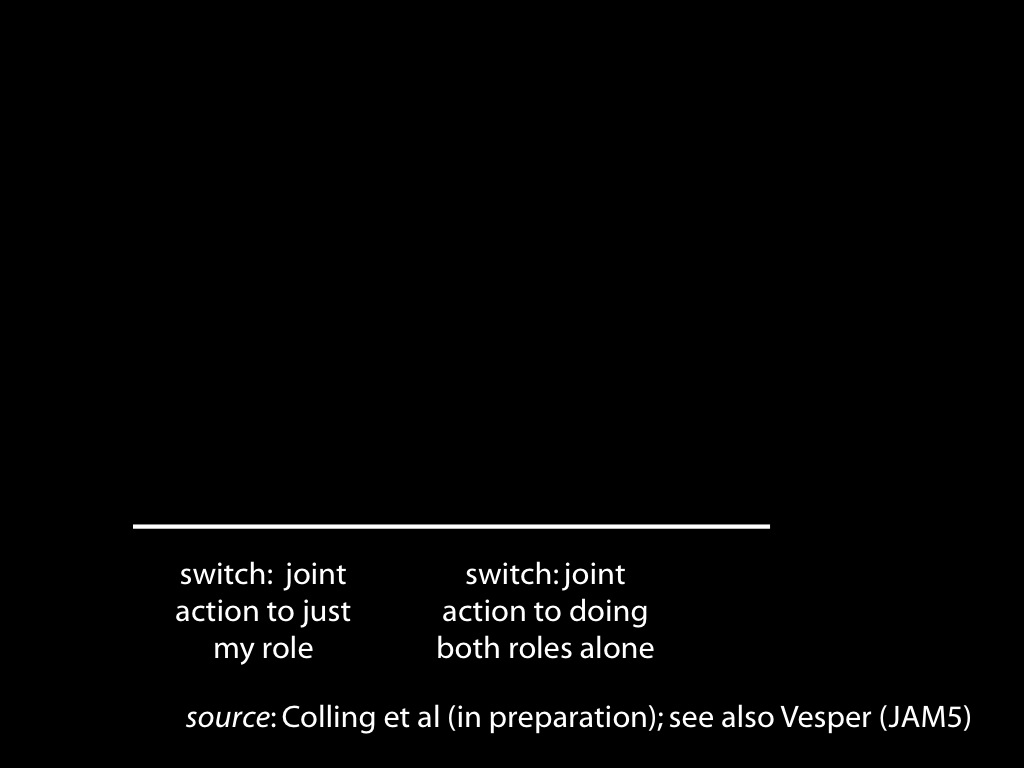 switch:  joint
action to just
my role
switch: joint
action to doing
both roles alone
source: Colling et al (in preparation); see also Vesper (JAM5)